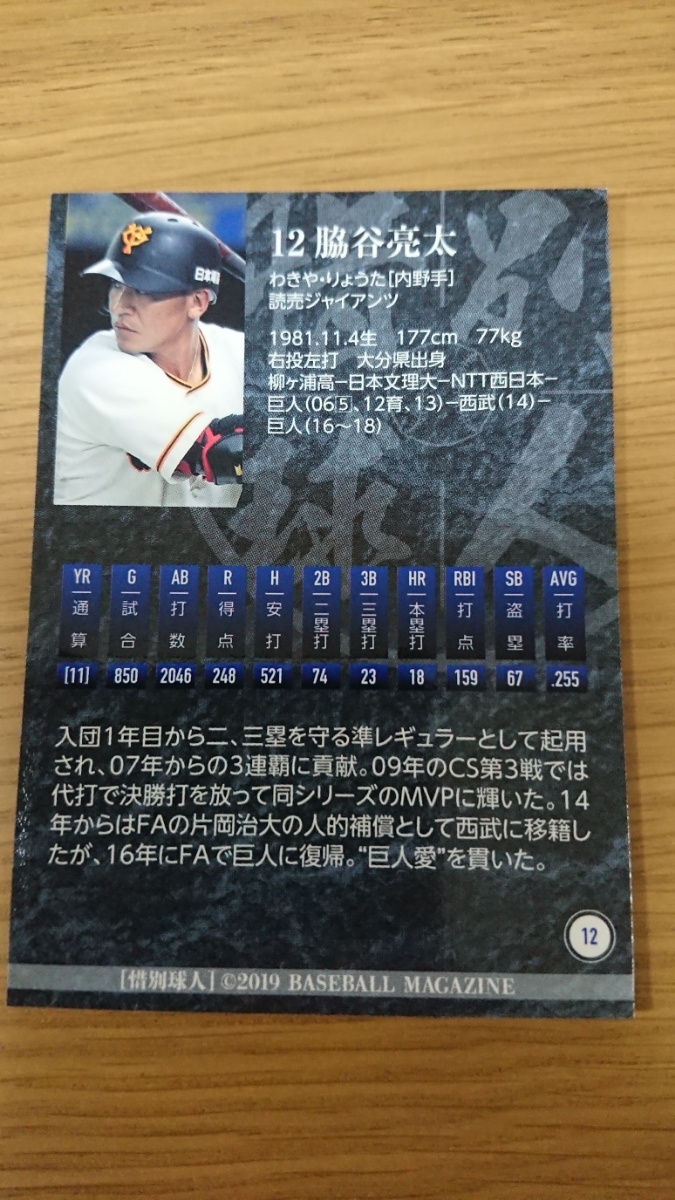 日本電設
12 脇谷亮太
わきや・りょうた[内野手]
読売ジャイアンツ
1981.11.4生 177cm 77kg
右投左打 大分県出身
柳ヶ浦高−日本文理大−NTT西日本−
巨人(06⑤、12育、13)−西武(14)−
巨人(16〜18)
惜別球人
YR G AB R H 2B 3B HR RBI SB AVG
通算 試合 打数 得点 安打 二塁打 三塁打 本塁打 打点 盗塁 打率
[11] 850 2046 248 521 74 23 18 159 67 .255
入団1年目から二、三塁を守る準レギュラーとして起用
され、07年からの3連覇に貢献。09年のCS第3戦では
代打で決勝打を放って同シリーズのMVPに輝いた。14
年からはFAの片岡治大の人的補償として西武に移籍し
たが、16年にFAで巨人に復帰。“巨人愛”を貫いた。
12
[惜別球人]©2019 BASEBALL MAGAZINE